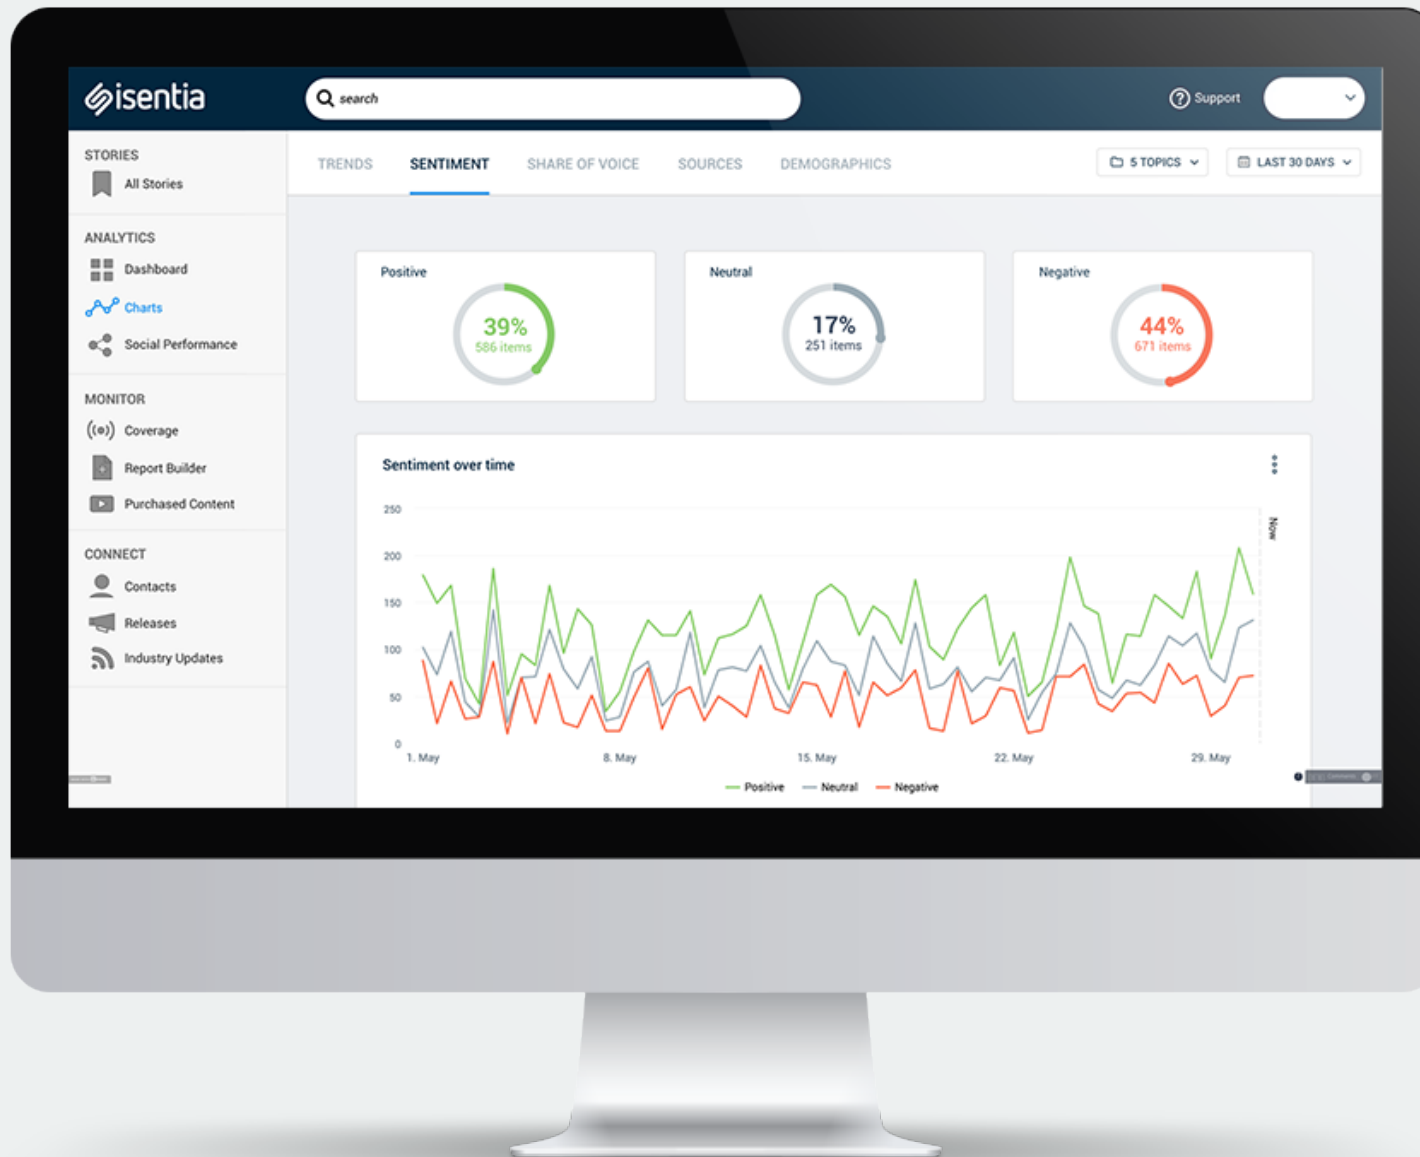 isentia
search
Support
STORIES
All Stories
ANALYTICS
Dashboard
Charts
Social Performance
MONITOR
Coverage
Report Builder
Purchased Content
CONNECT
Contacts
Releases
Industry Updates
TRENDS SENTIMENT SHARE OF VOICE SOURCES DEMOGRAPHICS
5 TOPICS
LAST 30 DAYS
Positive
39%
586 items
Neutral
17%
251 items
Negative
44%
671 items
Sentiment over time
250
200
150
100
50
0
Now
1. May 8. May 15. May 22. May 29. May
Positive Neutral Negative